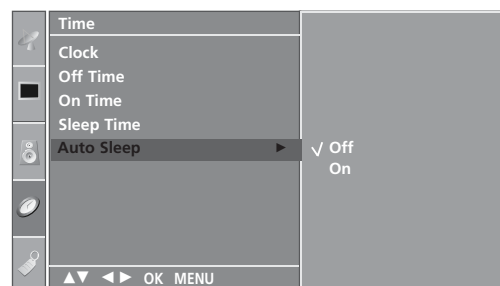 Time
Clock
Off Time
On Time
Sleep Time
Auto Sleep ► √ Off
On
▲▼ ◄► OK MENU